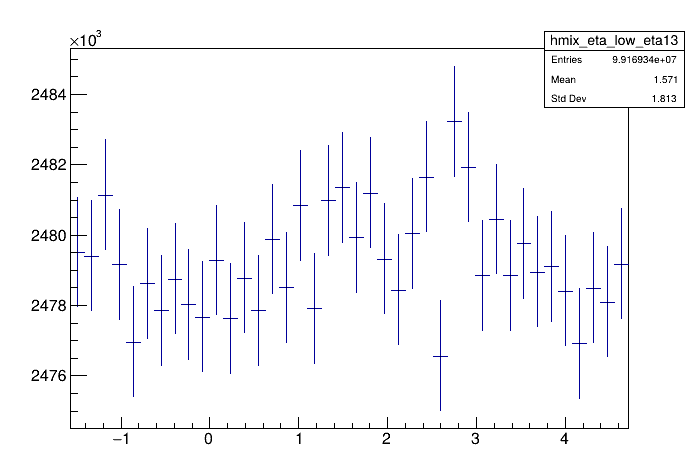 ×10³
hmix_eta_low_eta13
Entries 9.916934e+07
Mean 1.571
Std Dev 1.813
2484
2482
2480
2478
2476
−1 0 1 2 3 4